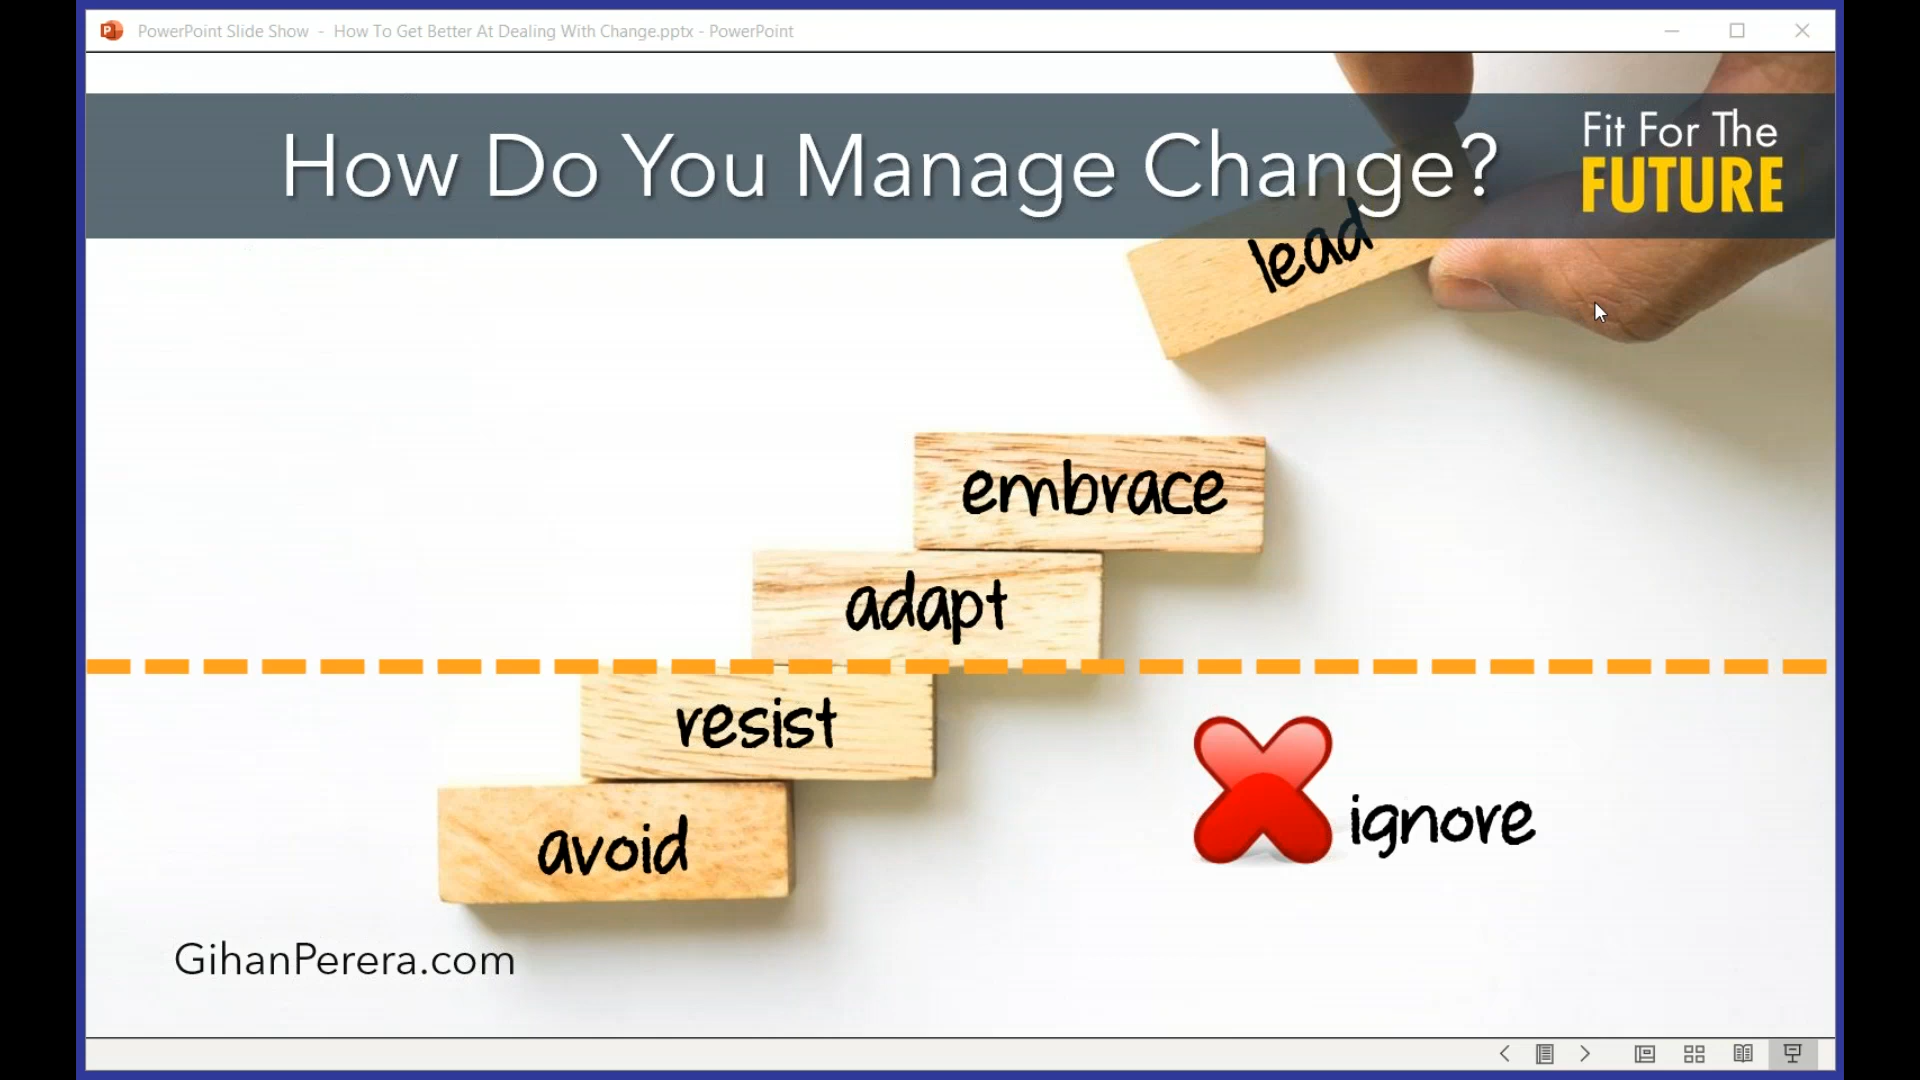 PowerPoint Slide Show - How To Get Better At Dealing With Change.pptx - PowerPoint
How Do You Manage Change?
Fit For The
FUTURE
lead
embrace
adapt
resist
avoid
ignore
GihanPerera.com